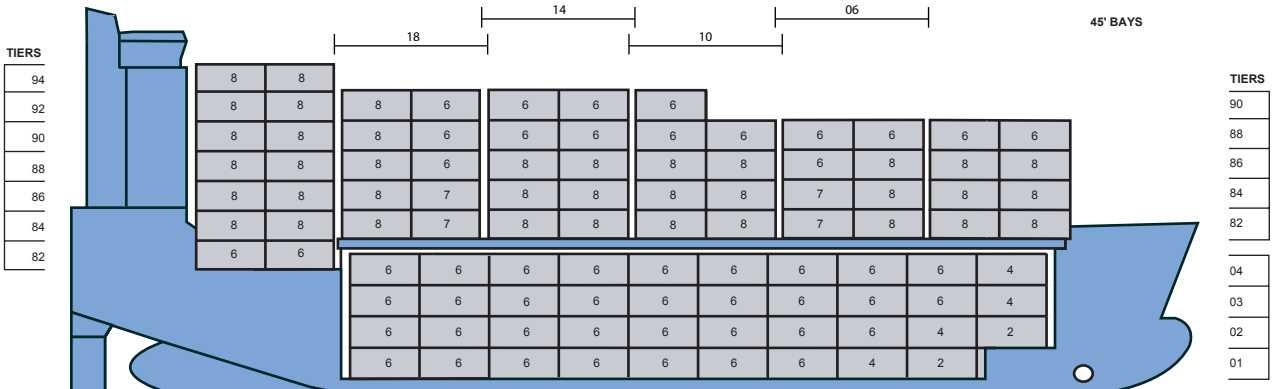 14 06 45' BAYS
18 10
TIERS
94 8 8 TIERS
92 8 8 8 6 6 6 6 90
90 8 8 8 6 6 6 6 6 6 6 6 6 88
88 8 8 8 6 8 8 8 8 6 8 8 8 86
86 8 8 8 7 8 8 8 8 7 8 8 8 84
84 8 8 8 7 8 8 8 8 7 8 8 8 82
82 6 6
6 6 6 6 6 6 6 6 6 4 04
6 6 6 6 6 6 6 6 6 4 03
6 6 6 6 6 6 6 6 4 2 02
6 6 6 6 6 6 6 4 2 01